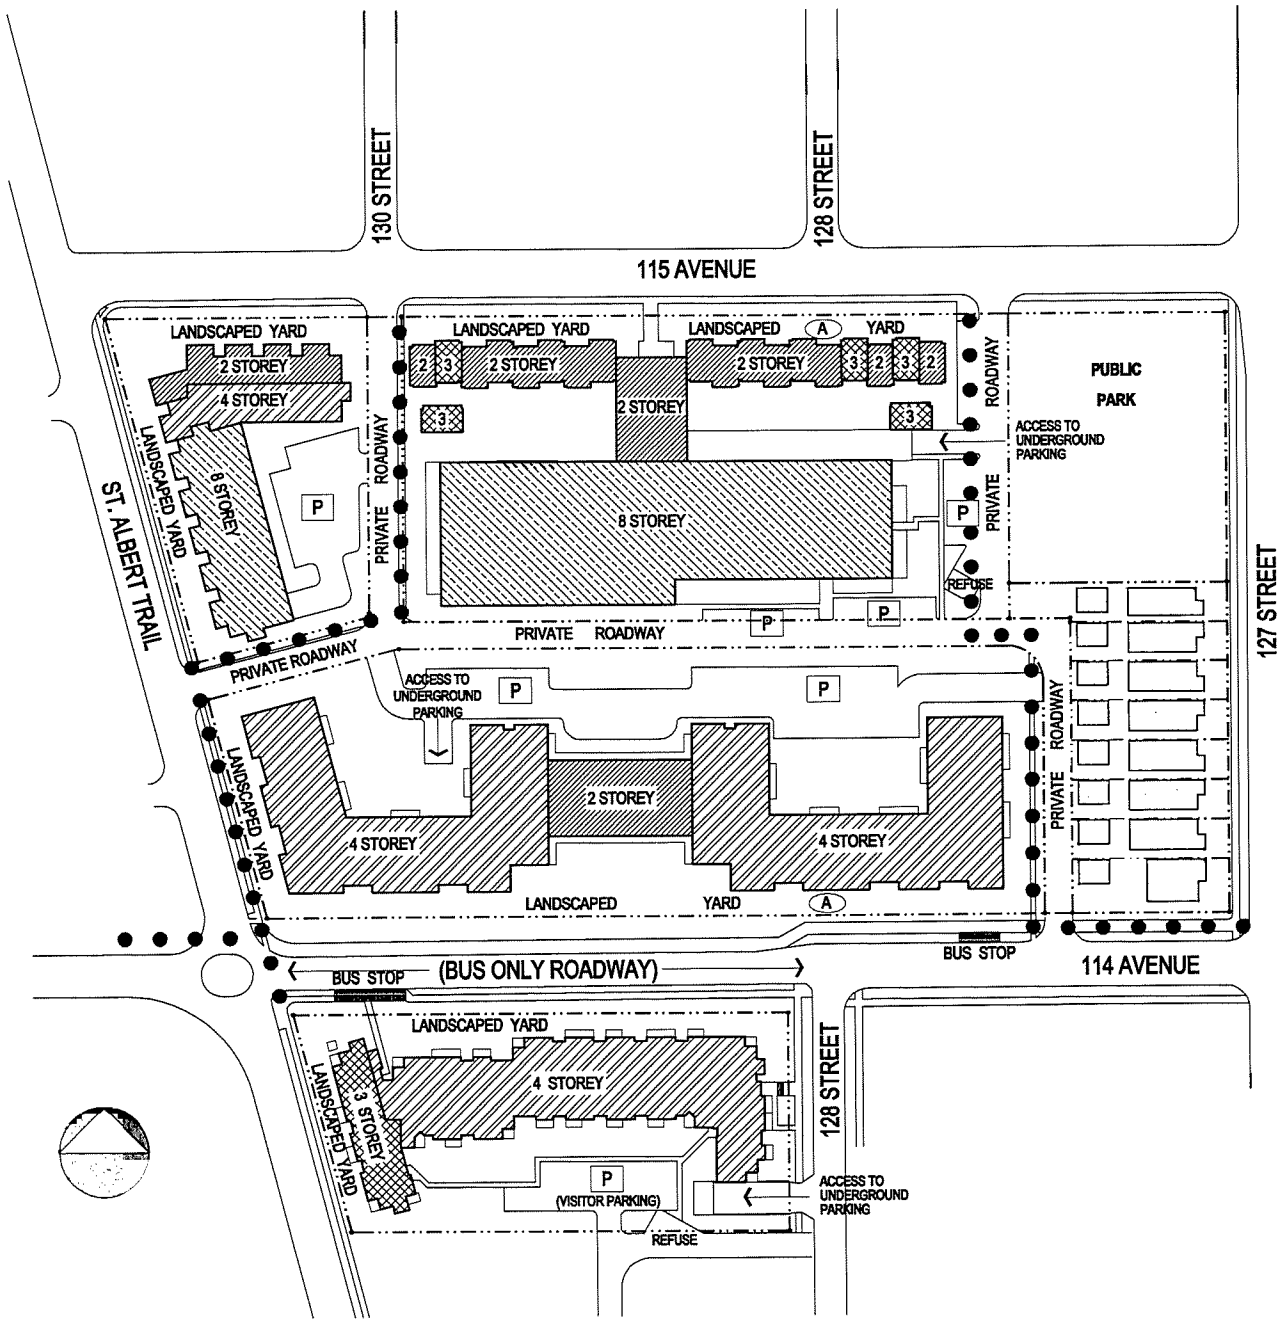 130 STREET
128 STREET
115 AVENUE
LANDSCAPED YARD
LANDSCAPED YARD
LANDSCAPED
A
YARD
2 STOREY
2
3
2 STOREY
2 STOREY
3
2
3
2
4 STOREY
2 STOREY
3
3
ROADWAY
PRIVATE
PUBLIC
PARK
ACCESS TO
UNDERGROUND
PARKING
LANDSCAPED YARD
8 STOREY
P
ROADWAY
PRIVATE
8 STOREY
P
REFUSE
ST. ALBERT TRAIL
127 STREET
P
P
PRIVATE ROADWAY
PRIVATE ROADWAY
ACCESS TO
UNDERGROUND
PARKING
P
P
ROADWAY
PRIVATE
LANDSCAPED YARD
2 STOREY
4 STOREY
4 STOREY
LANDSCAPED
YARD
A
BUS STOP
(BUS ONLY ROADWAY)
BUS STOP
114 AVENUE
LANDSCAPED YARD
128 STREET
LANDSCAPED YARD
3 STOREY
4 STOREY
P
(VISITOR PARKING)
ACCESS TO
UNDERGROUND
PARKING
REFUSE